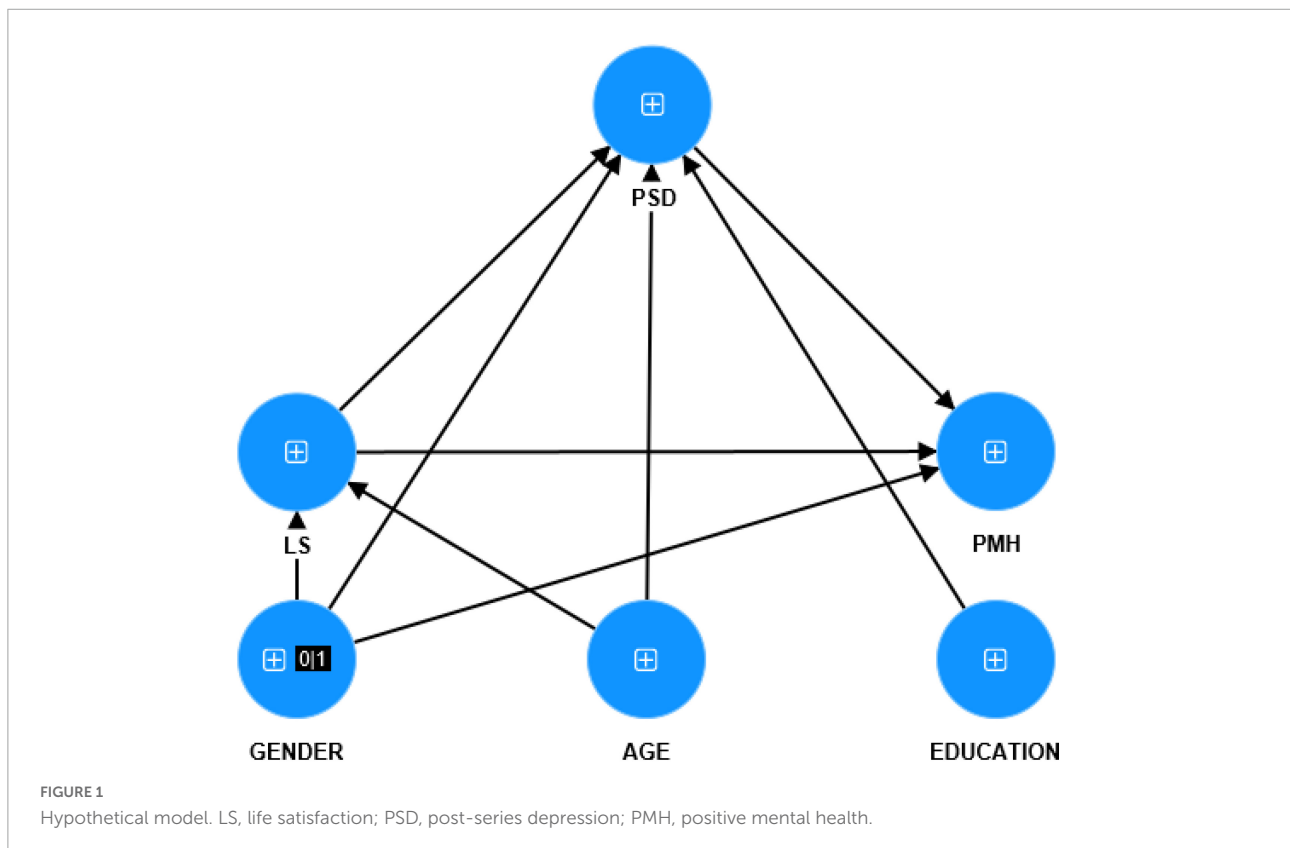 PSD
LS
PMH
0|1
GENDER
AGE
EDUCATION
FIGURE 1
Hypothetical model. LS, life satisfaction; PSD, post-series depression; PMH, positive mental health.